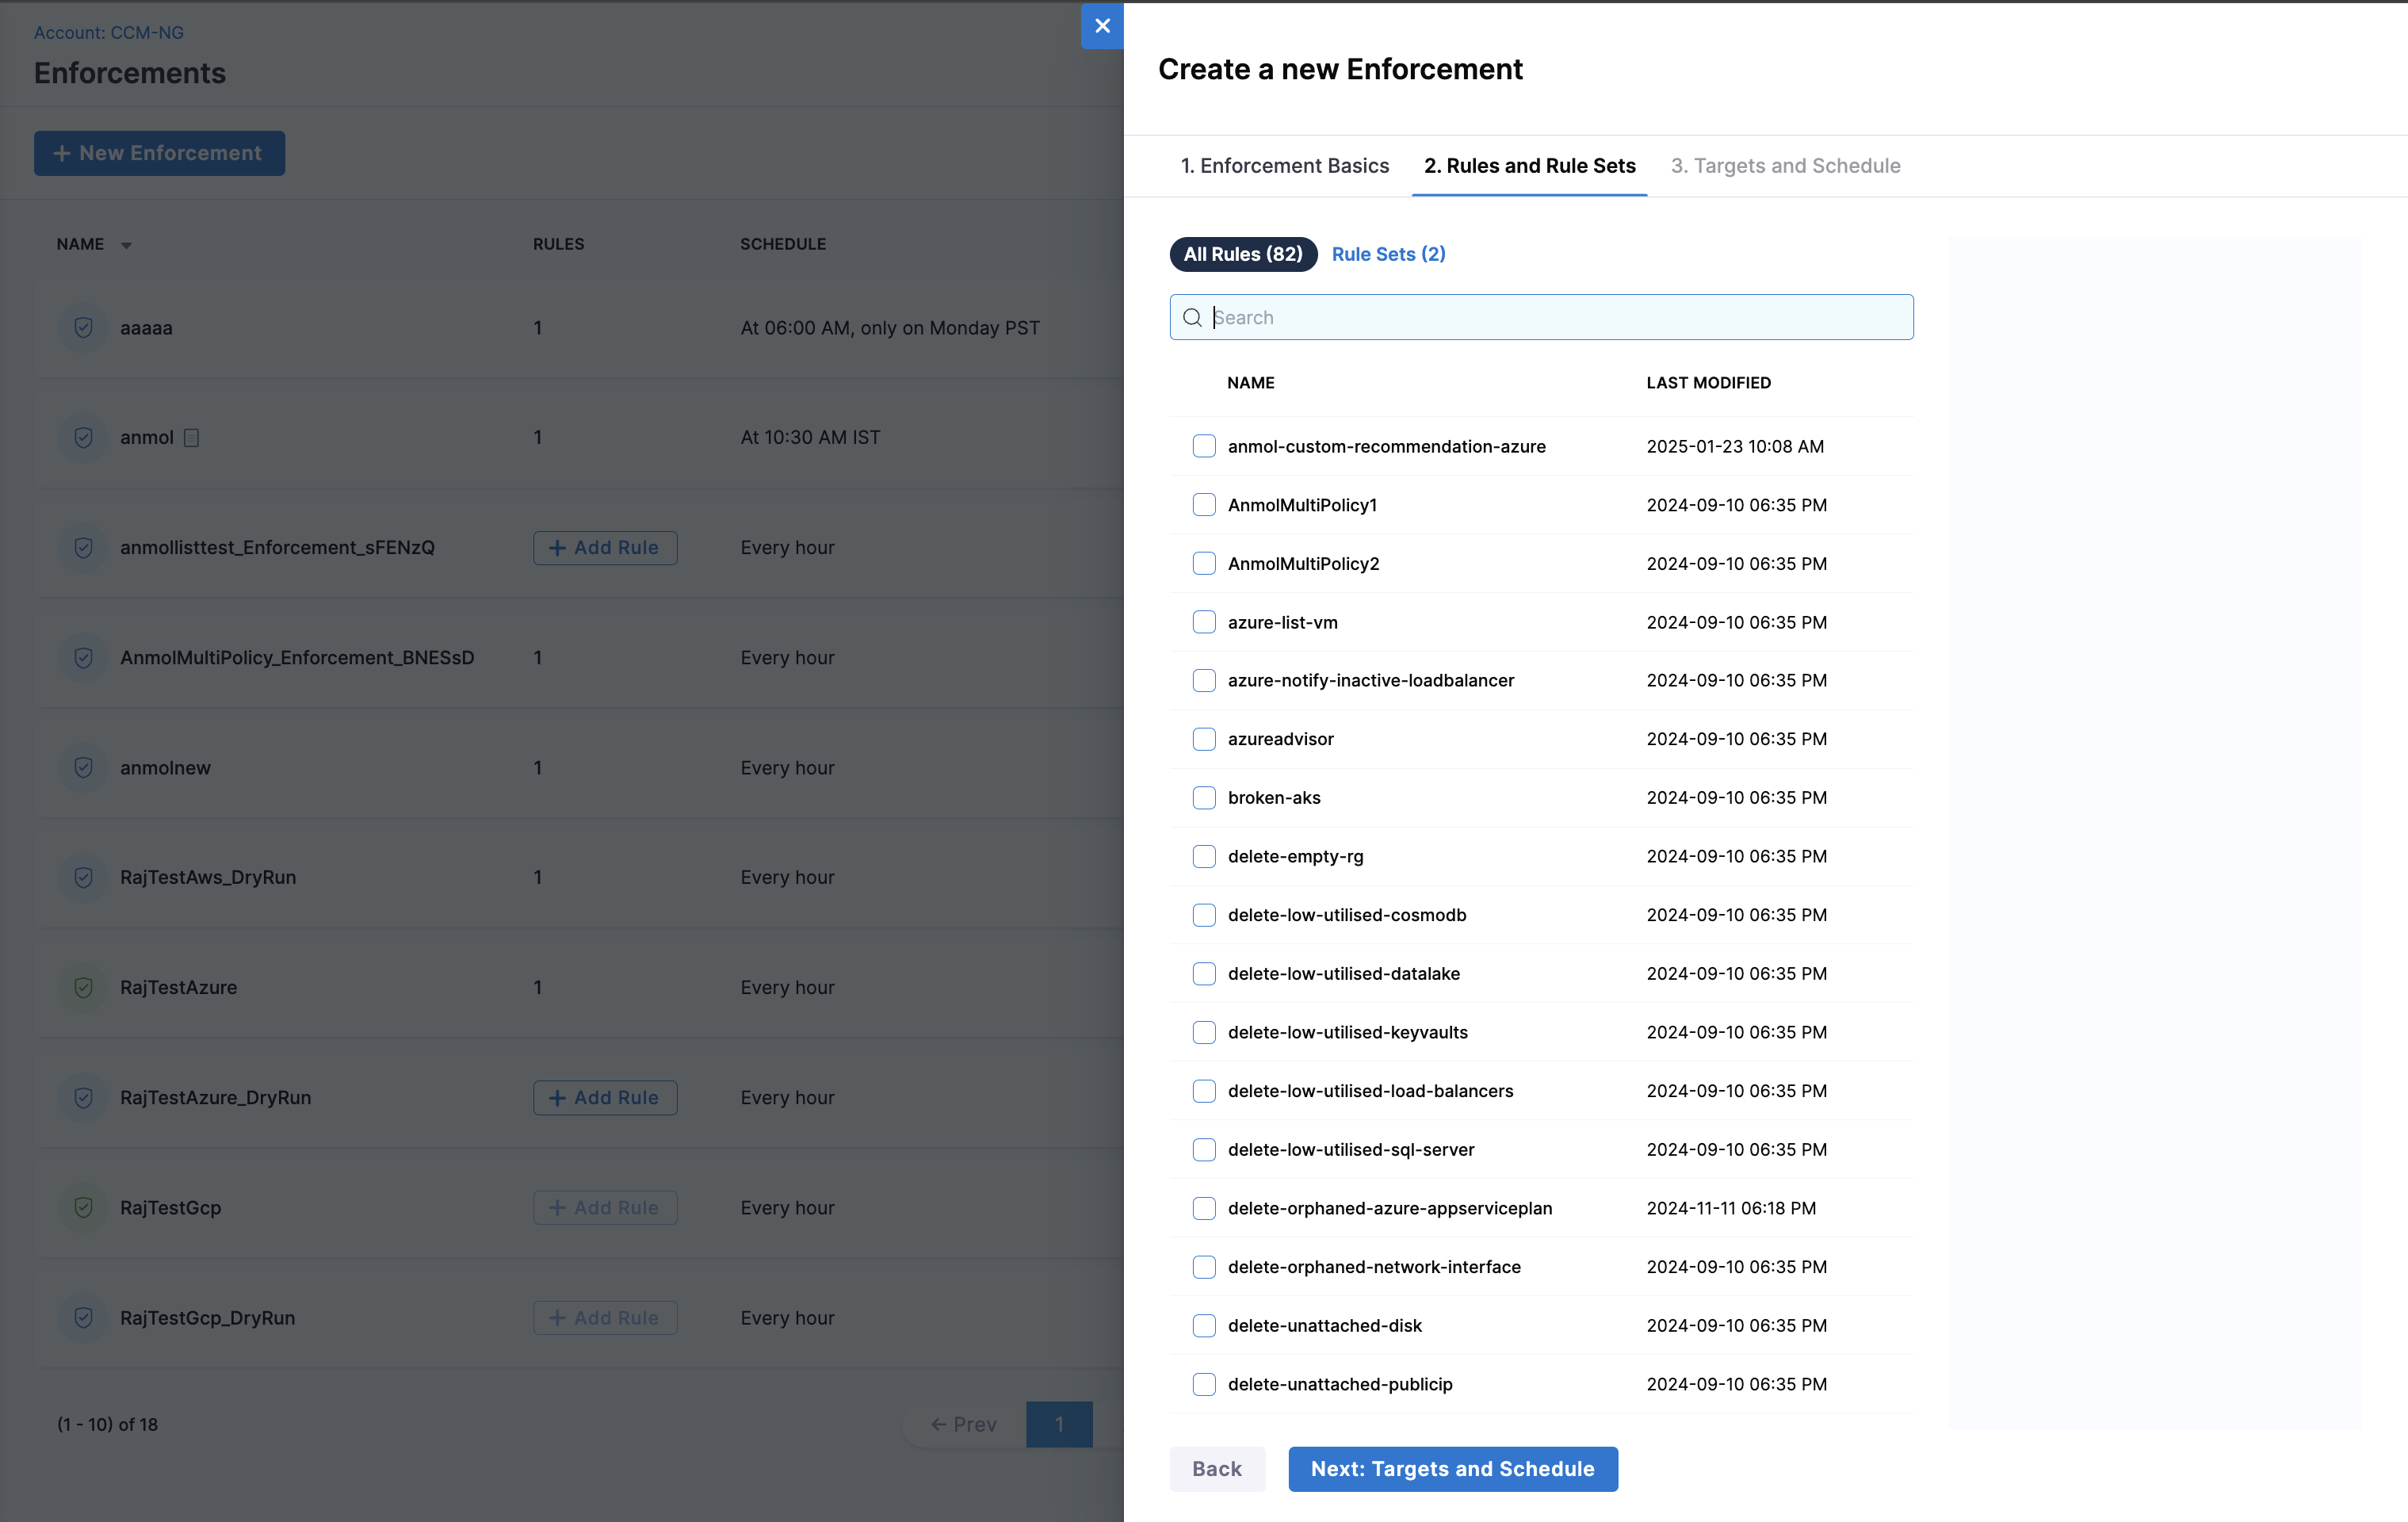 Account: CCM-NG
Enforcements
+ New Enforcement
NAME RULES SCHEDULE
aaaaa 1 At 06:00 AM, only on Monday PST
anmol 1 At 10:30 AM IST
anmollisttest_Enforcement_sFENzQ + Add Rule Every hour
AnmolMultiPolicy_Enforcement_BNESsD 1 Every hour
anmolnew 1 Every hour
RajTestAws_DryRun 1 Every hour
RajTestAzure 1 Every hour
RajTestAzure_DryRun + Add Rule Every hour
RajTestGcp + Add Rule Every hour
RajTestGcp_DryRun + Add Rule Every hour
(1 - 10) of 18 ← Prev 1
Create a new Enforcement
1. Enforcement Basics 2. Rules and Rule Sets 3. Targets and Schedule
All Rules (82) Rule Sets (2)
Search
NAME LAST MODIFIED
anmol-custom-recommendation-azure 2025-01-23 10:08 AM
AnmolMultiPolicy1 2024-09-10 06:35 PM
AnmolMultiPolicy2 2024-09-10 06:35 PM
azure-list-vm 2024-09-10 06:35 PM
azure-notify-inactive-loadbalancer 2024-09-10 06:35 PM
azureadvisor 2024-09-10 06:35 PM
broken-aks 2024-09-10 06:35 PM
delete-empty-rg 2024-09-10 06:35 PM
delete-low-utilised-cosmodb 2024-09-10 06:35 PM
delete-low-utilised-datalake 2024-09-10 06:35 PM
delete-low-utilised-keyvaults 2024-09-10 06:35 PM
delete-low-utilised-load-balancers 2024-09-10 06:35 PM
delete-low-utilised-sql-server 2024-09-10 06:35 PM
delete-orphaned-azure-appserviceplan 2024-11-11 06:18 PM
delete-orphaned-network-interface 2024-09-10 06:35 PM
delete-unattached-disk 2024-09-10 06:35 PM
delete-unattached-publicip 2024-09-10 06:35 PM
Back Next: Targets and Schedule